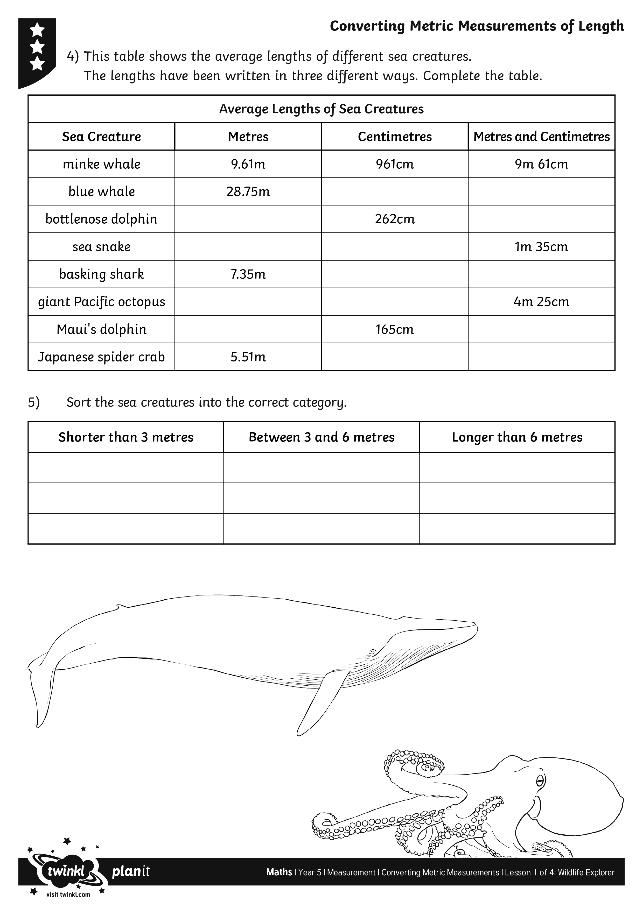 Converting Metric Measurements of Length
4) This table shows the average lengths of different sea creatures.
The lengths have been written in three different ways. Complete the table.
Average Lengths of Sea Creatures
Sea Creature Metres Centimetres Metres and Centimetres
minke whale 9.61m 961cm 9m 61cm
blue whale 28.75m
bottlenose dolphin 262cm
sea snake 1m 35cm
basking shark 7.35m
giant Pacific octopus 4m 25cm
Maui's dolphin 165cm
Japanese spider crab 5.51m
5) Sort the sea creatures into the correct category.
Shorter than 3 metres Between 3 and 6 metres Longer than 6 metres
twinkl planit
visit twinkl.com
Maths | Year 5 | Measurement | Converting Metric Measurements | Lesson 1 of 4: Wildlife Explorer